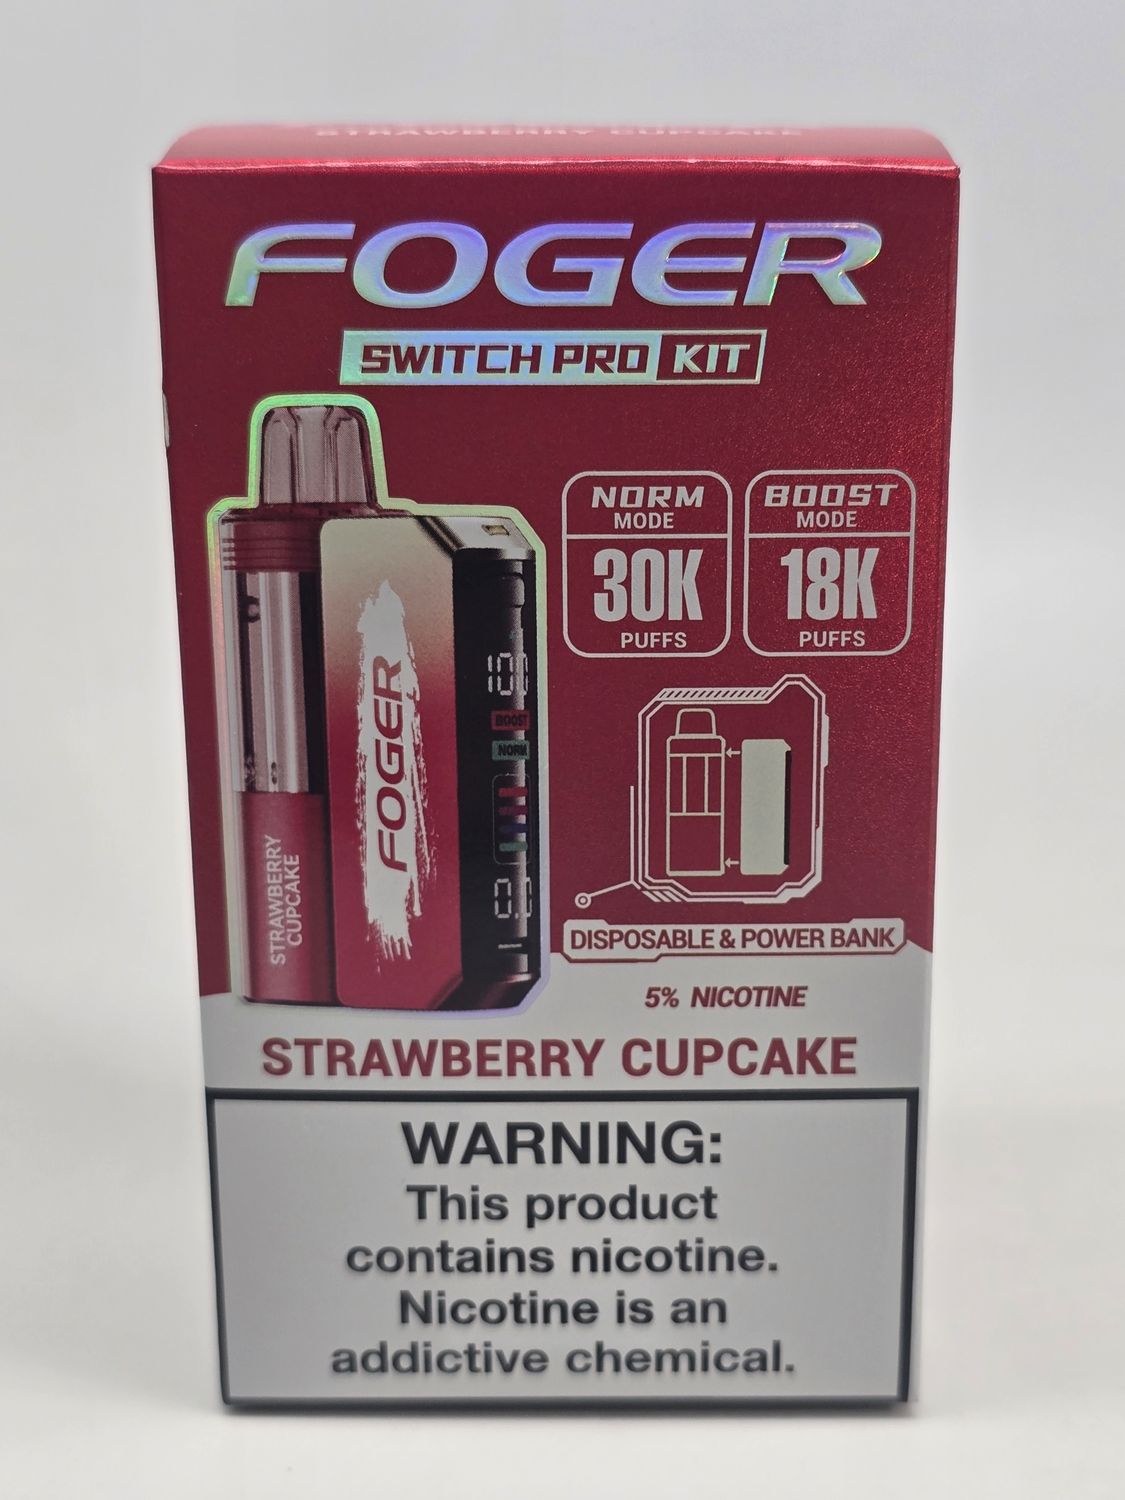 STRAWBERRY CUPCAKE
FOGER
SWITCH PRO KIT
NORM
MODE
30K
PUFFS
BOOST
MODE
18K
PUFFS
FOGER
STRAWBERRY
CUPCAKE
100
BOOST
NORM
DISPOSABLE & POWER BANK
5% NICOTINE
STRAWBERRY CUPCAKE
WARNING:
This product
contains nicotine.
Nicotine is an
addictive chemical.